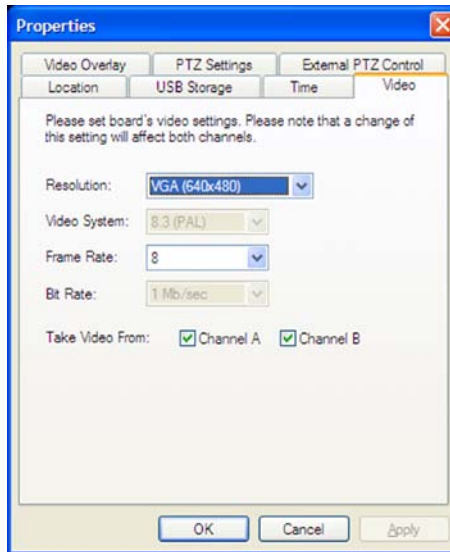 Properties
Video Overlay PTZ Settings External PTZ Control
Location USB Storage Time Video
Please set board's video settings. Please note that a change of
this setting will affect both channels.
Resolution: VGA (640x480)
Video System: 8.3 (PAL)
Frame Rate: 8
Bit Rate: 1 Mb/sec
Take Video From: Channel A Channel B
OK Cancel Apply